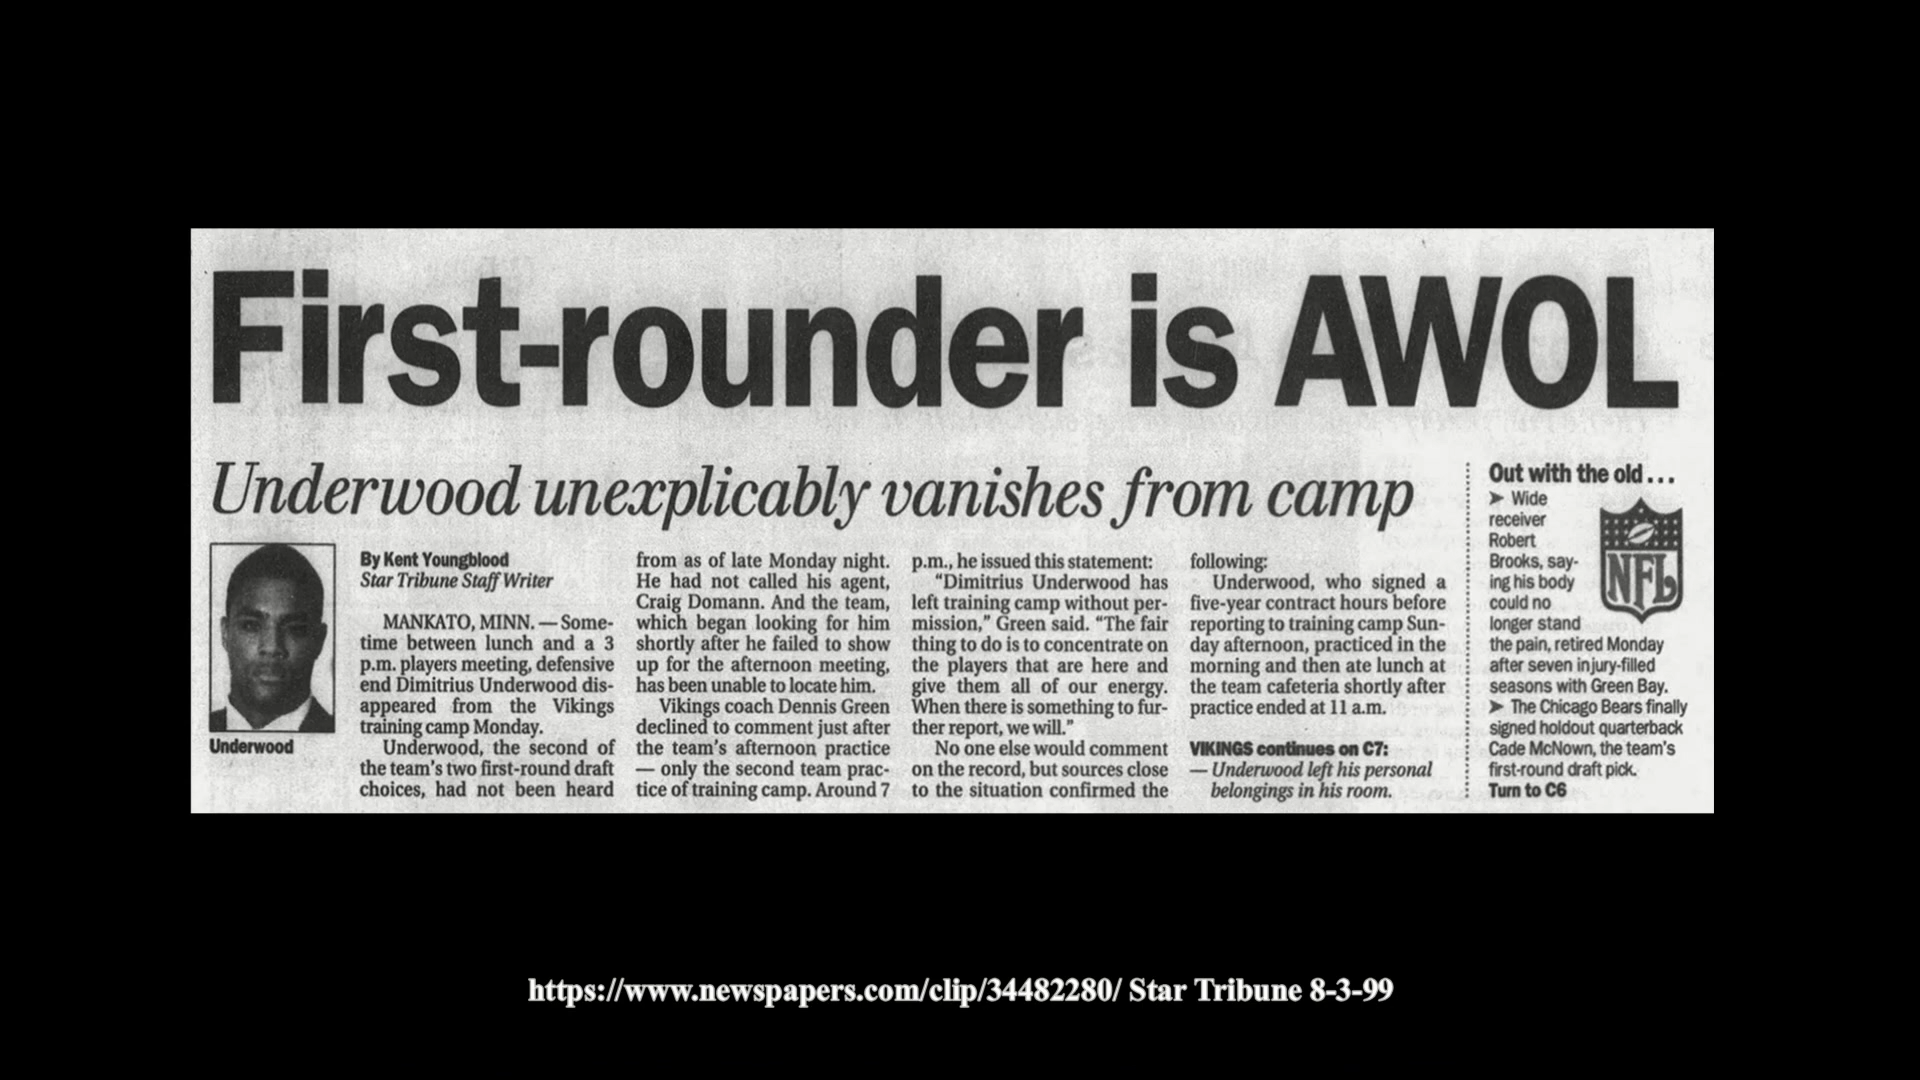 First-rounder is AWOL
Underwood unexplicably vanishes from camp
Underwood
By Kent Youngblood
Star Tribune Staff Writer
MANKATO, MINN. — Some-
time between lunch and a 3
p.m. players meeting, defensive
end Dimitrius Underwood dis-
appeared from the Vikings
training camp Monday.
Underwood, the second of
the team's two first-round draft
choices, had not been heard
from as of late Monday night.
He had not called his agent,
Craig Domann. And the team,
which began looking for him
shortly after he failed to show
up for the afternoon meeting,
has been unable to locate him.
Vikings coach Dennis Green
declined to comment just after
the team's afternoon practice
— only the second team prac-
tice of training camp. Around 7
p.m., he issued this statement:
"Dimitrius Underwood has
left training camp without per-
mission," Green said. "The fair
thing to do is to concentrate on
the players that are here and
give them all of our energy.
When there is something to fur-
ther report, we will."
No one else would comment
on the record, but sources close
to the situation confirmed the
following:
Underwood, who signed a
five-year contract hours before
reporting to training camp Sun-
day afternoon, practiced in the
morning and then ate lunch at
the team cafeteria shortly after
practice ended at 11 a.m.
VIKINGS continues on C7:
— Underwood left his personal
belongings in his room.
Out with the old . . .
➤ Wide
receiver
Robert
Brooks, say-
ing his body
could no
longer stand
the pain, retired Monday
after seven injury-filled
seasons with Green Bay.
➤ The Chicago Bears finally
signed holdout quarterback
Cade McNown, the team's
first-round draft pick.
Turn to C6
NFL
https://www.newspapers.com/clip/34482280/ Star Tribune 8-3-99